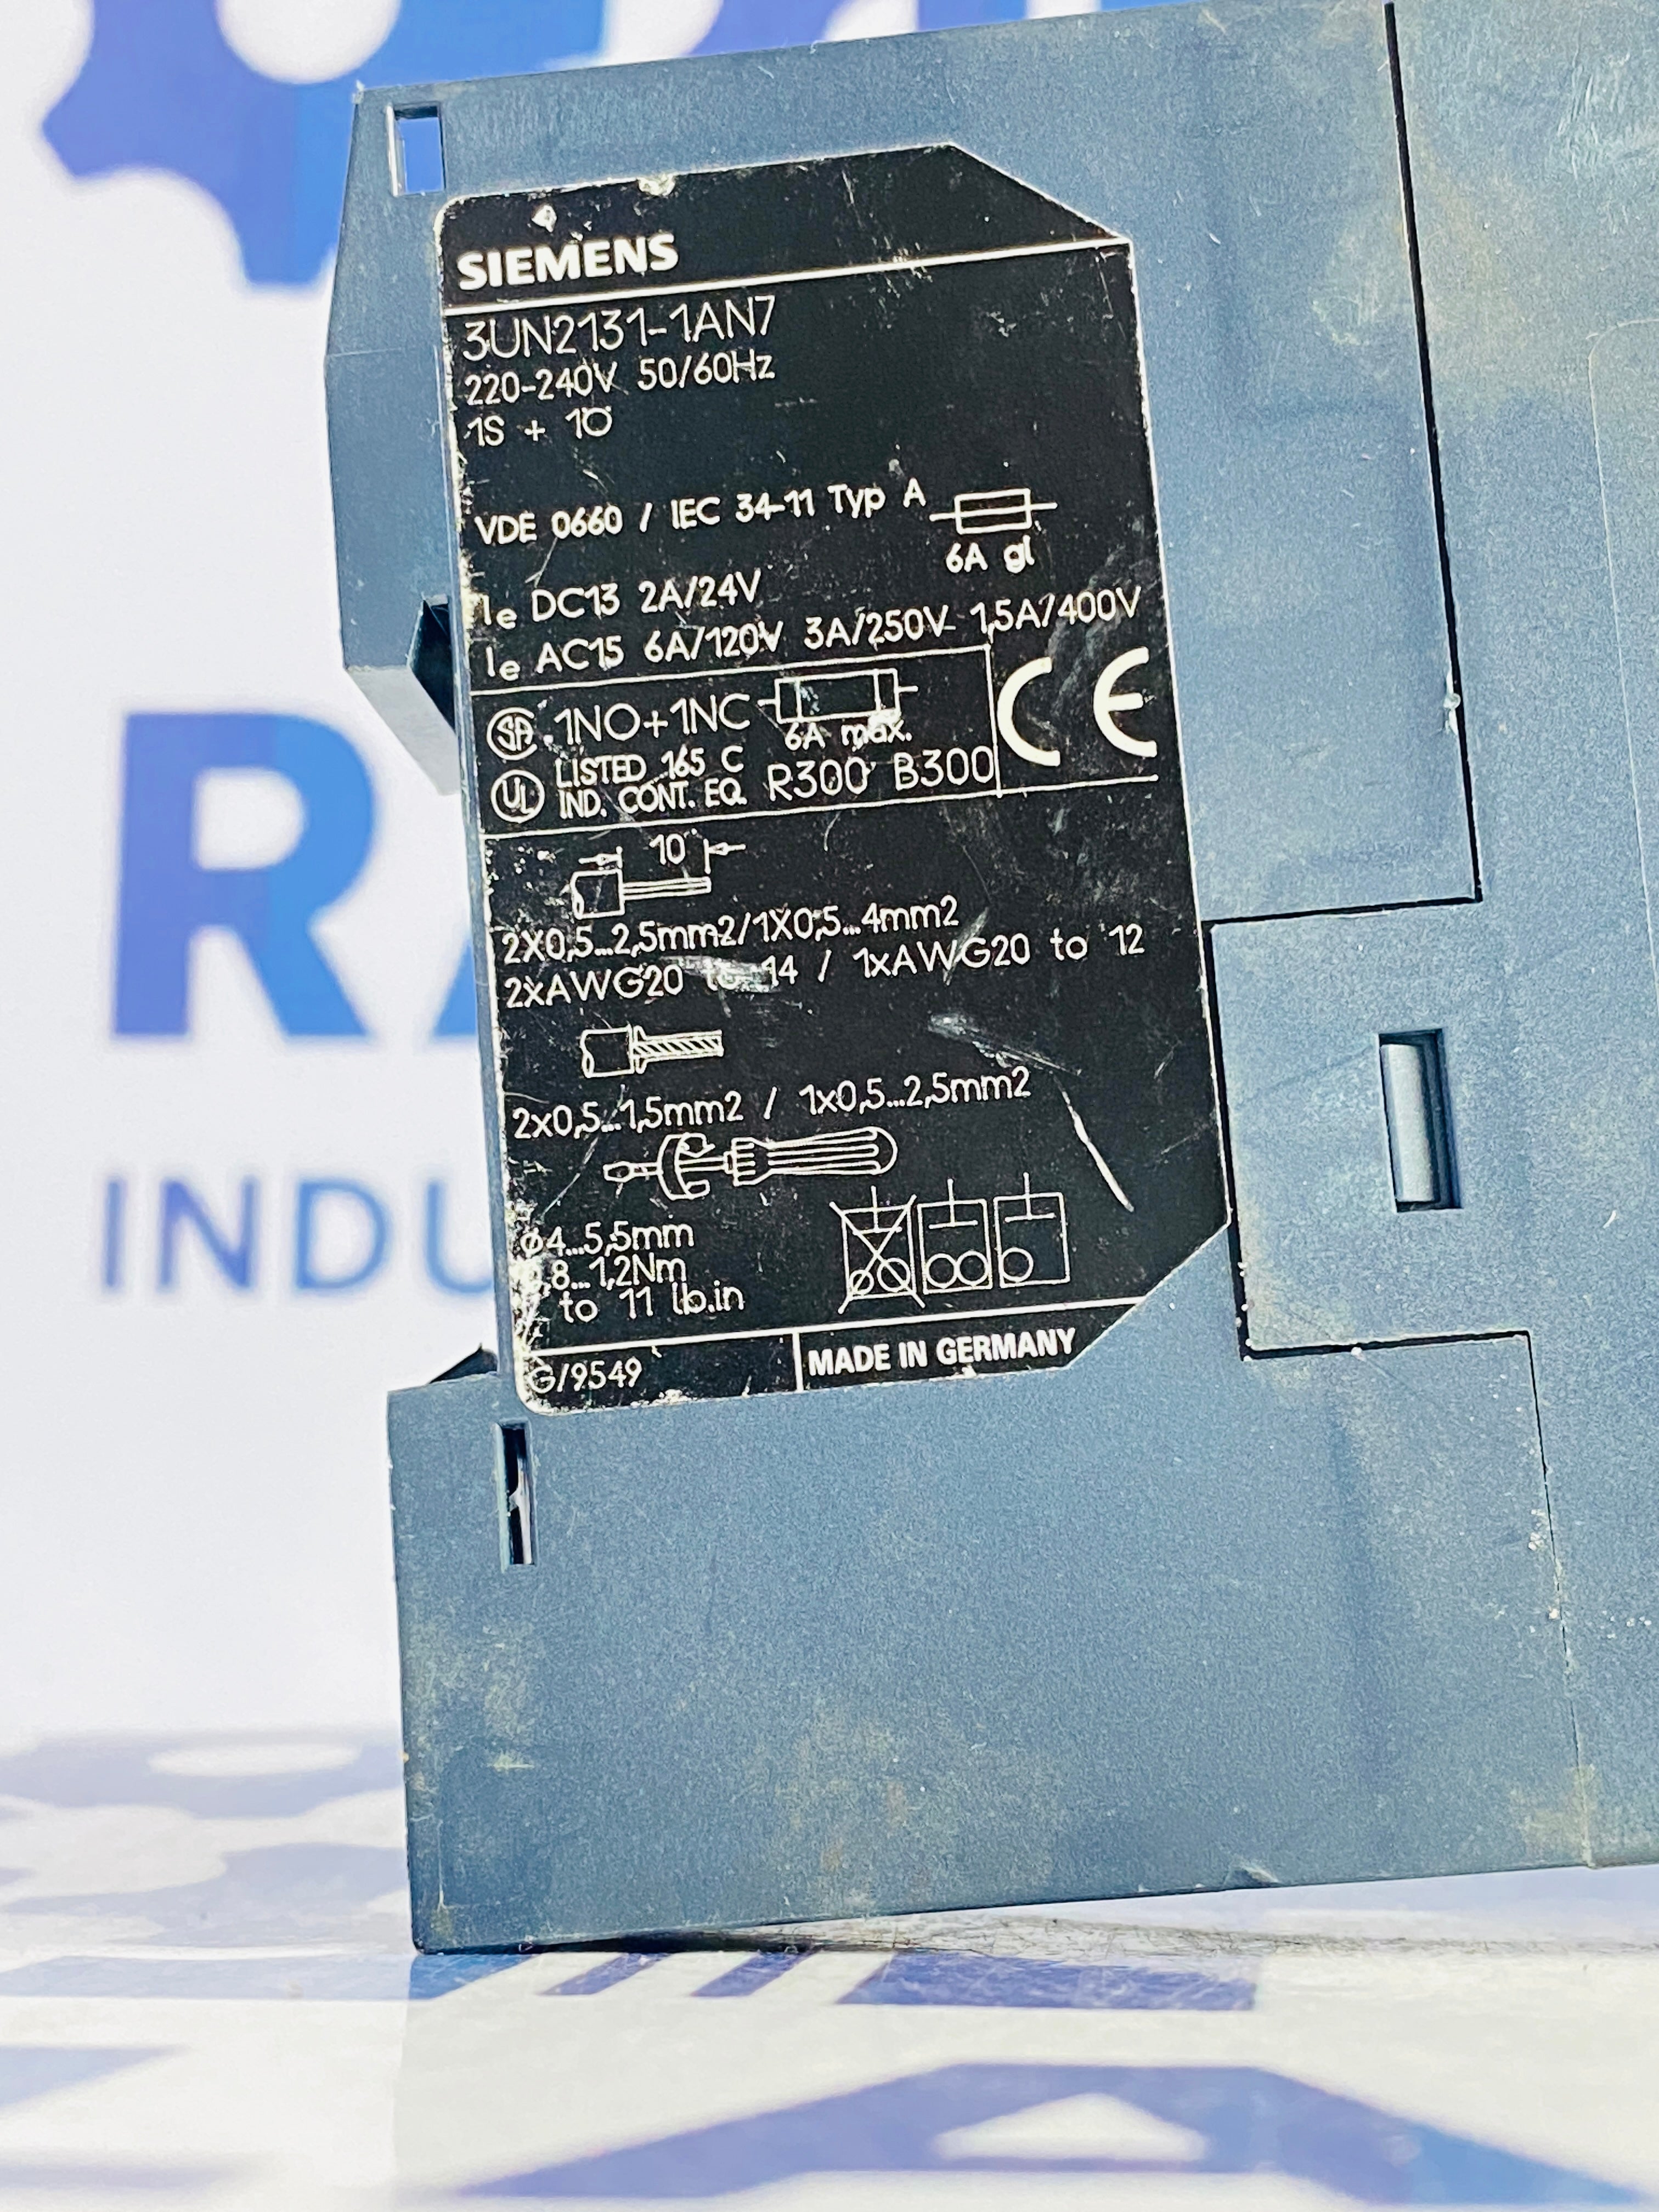 SIEMENS
3UN2131-1AN7
220-240V 50/60Hz
1S + 1Ö
VDE 0660 / IEC 34-11 Typ A
6A gl
Ie DC13 2A/24V
Ie AC15 6A/120V 3A/250V 1,5A/400V
SA 1NO+1NC
6A max.
CE
UL LISTED 165 C
IND. CONT. EQ. R300 B300
10
2X0,5...2,5mm2/1X0,5...4mm2
2xAWG20 to 14 / 1xAWG20 to 12
2x0,5...1,5mm2 / 1x0,5...2,5mm2
ø4...5,5mm
,8...1,2Nm
to 11 lb.in
G/9549
MADE IN GERMANY
R
INDU